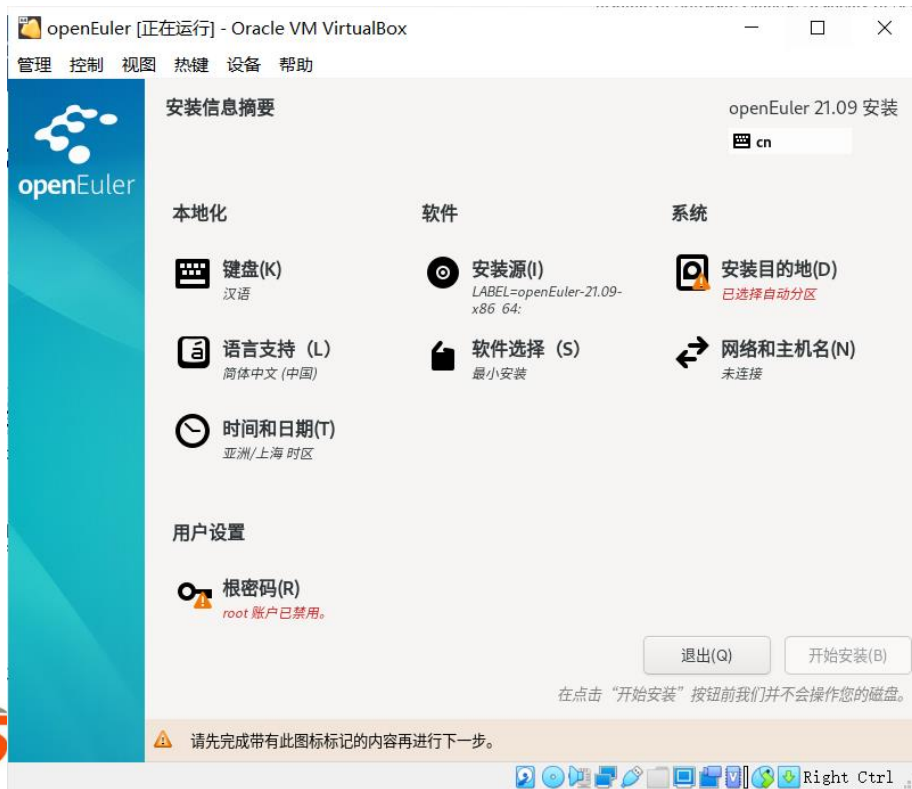 openEuler [正在运行] - Oracle VM VirtualBox
管理 控制 视图 热键 设备 帮助
openEuler
安装信息摘要
openEuler 21.09 安装
cn
本地化
键盘(K)
汉语
语言支持（L）
简体中文 (中国)
时间和日期(T)
亚洲/上海 时区
软件
安装源(I)
LABEL=openEuler-21.09-
x86 64:
软件选择（S）
最小安装
系统
安装目的地(D)
已选择自动分区
网络和主机名(N)
未连接
用户设置
根密码(R)
root 账户已禁用。
退出(Q)
开始安装(B)
在点击“开始安装”按钮前我们并不会操作您的磁盘。
请先完成带有此图标标记的内容再进行下一步。
Right Ctrl